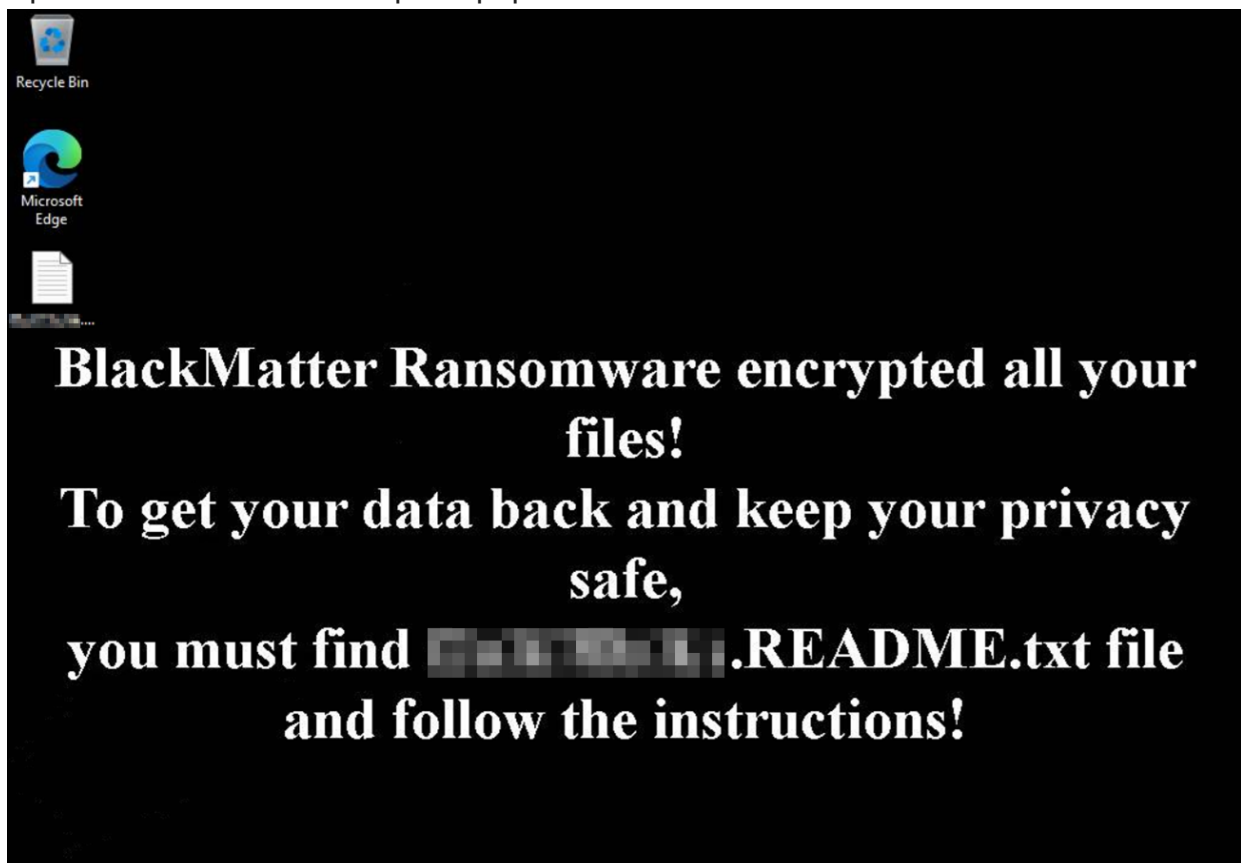 Recycle Bin
Microsoft
Edge
....
BlackMatter Ransomware encrypted all your
files!
To get your data back and keep your privacy
safe,
you must find .README.txt file
and follow the instructions!